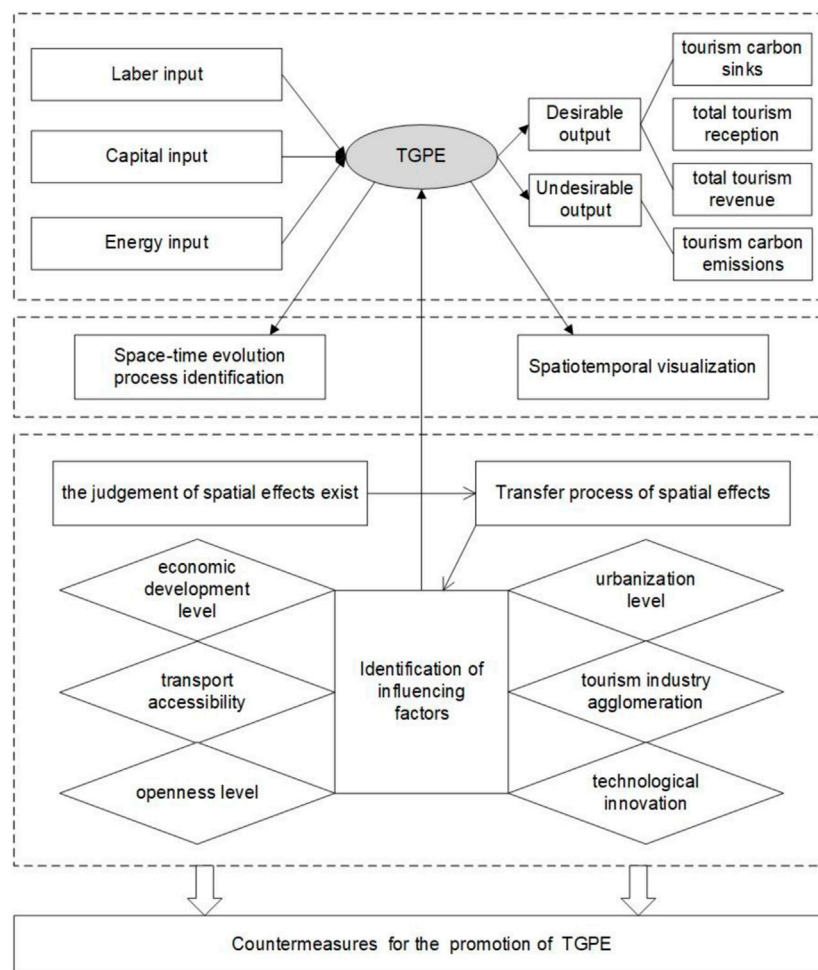 Laber input
Capital input
Energy input
TGPE
Desirable
output
Undesirable
output
tourism carbon
sinks
total tourism
reception
total tourism
revenue
tourism carbon
emissions
Space-time evolution
process identification
Spatiotemporal visualization
the judgement of spatial effects exist
Transfer process of spatial effects
economic
development
level
transport
accessibility
openness level
Identification of
influencing
factors
urbanization
level
tourism industry
agglomeration
technological
innovation
Countermeasures for the promotion of TGPE